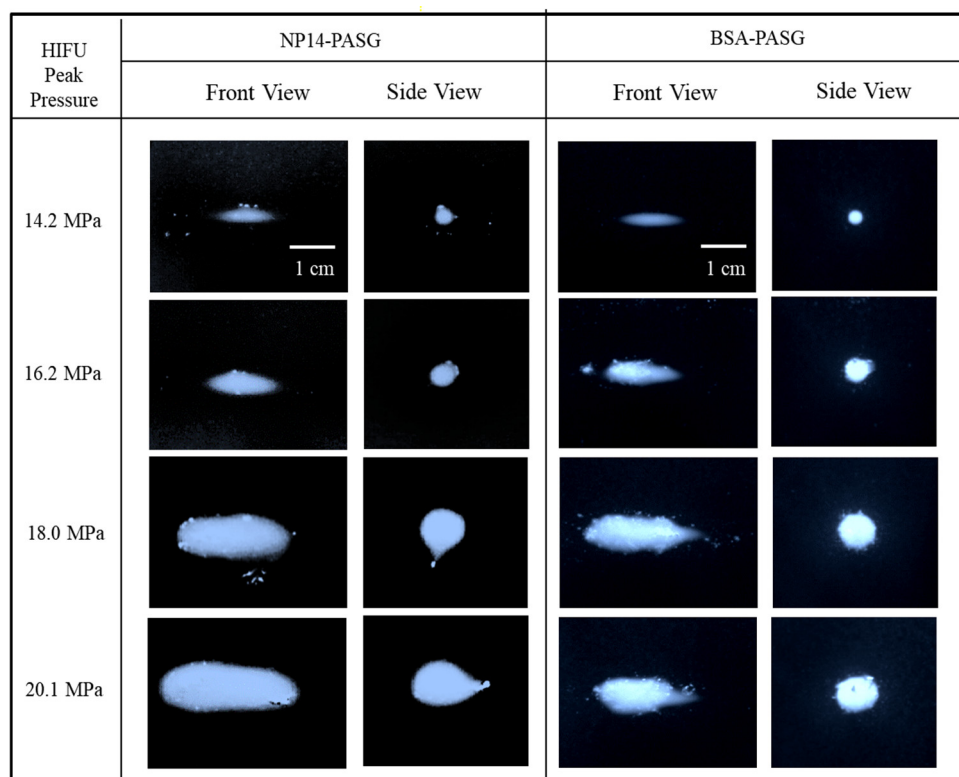 HIFU
Peak
Pressure
NP14-PASG
BSA-PASG
Front View
Side View
Front View
Side View
14.2 MPa
1 cm
1 cm
16.2 MPa
18.0 MPa
20.1 MPa